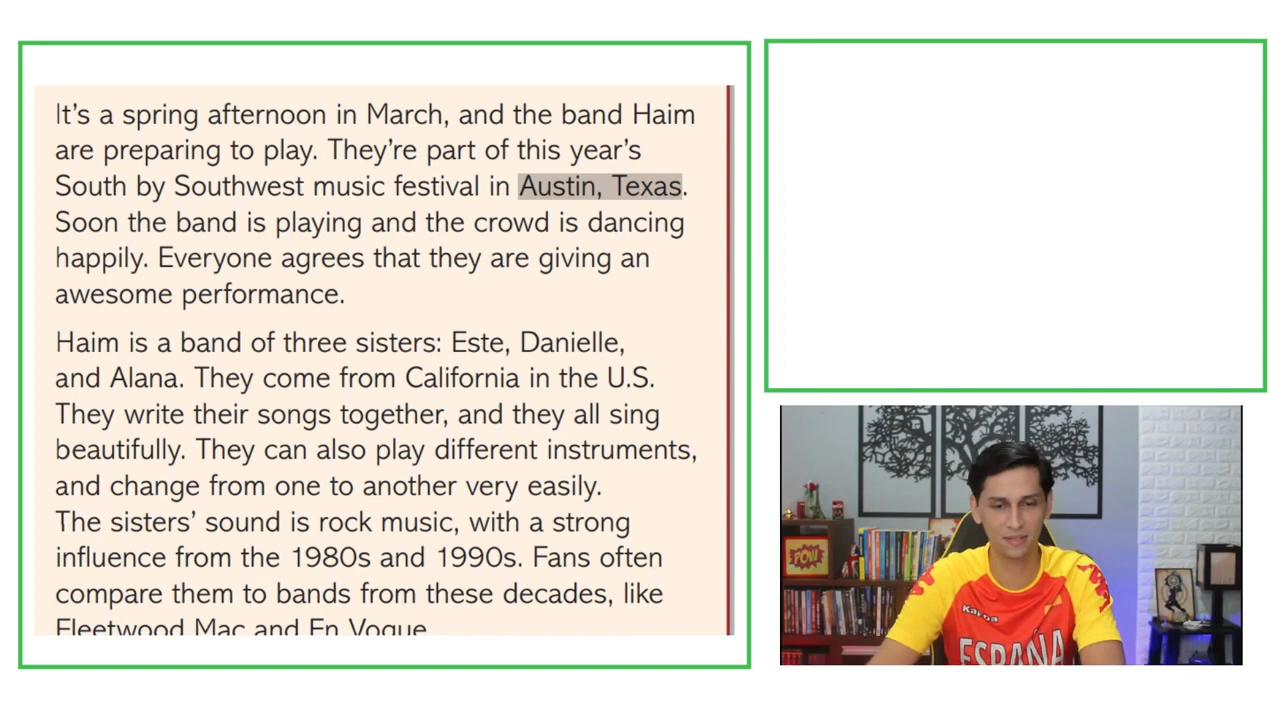 It's a spring afternoon in March, and the band Haim
are preparing to play. They're part of this year's
South by Southwest music festival in Austin, Texas.
Soon the band is playing and the crowd is dancing
happily. Everyone agrees that they are giving an
awesome performance.
Haim is a band of three sisters: Este, Danielle,
and Alana. They come from California in the U.S.
They write their songs together, and they all sing
beautifully. They can also play different instruments,
and change from one to another very easily.
The sisters' sound is rock music, with a strong
influence from the 1980s and 1990s. Fans often
compare them to bands from these decades, like
Fleetwood Mac and En Vogue.
POW
Karpa
ESPAÑA